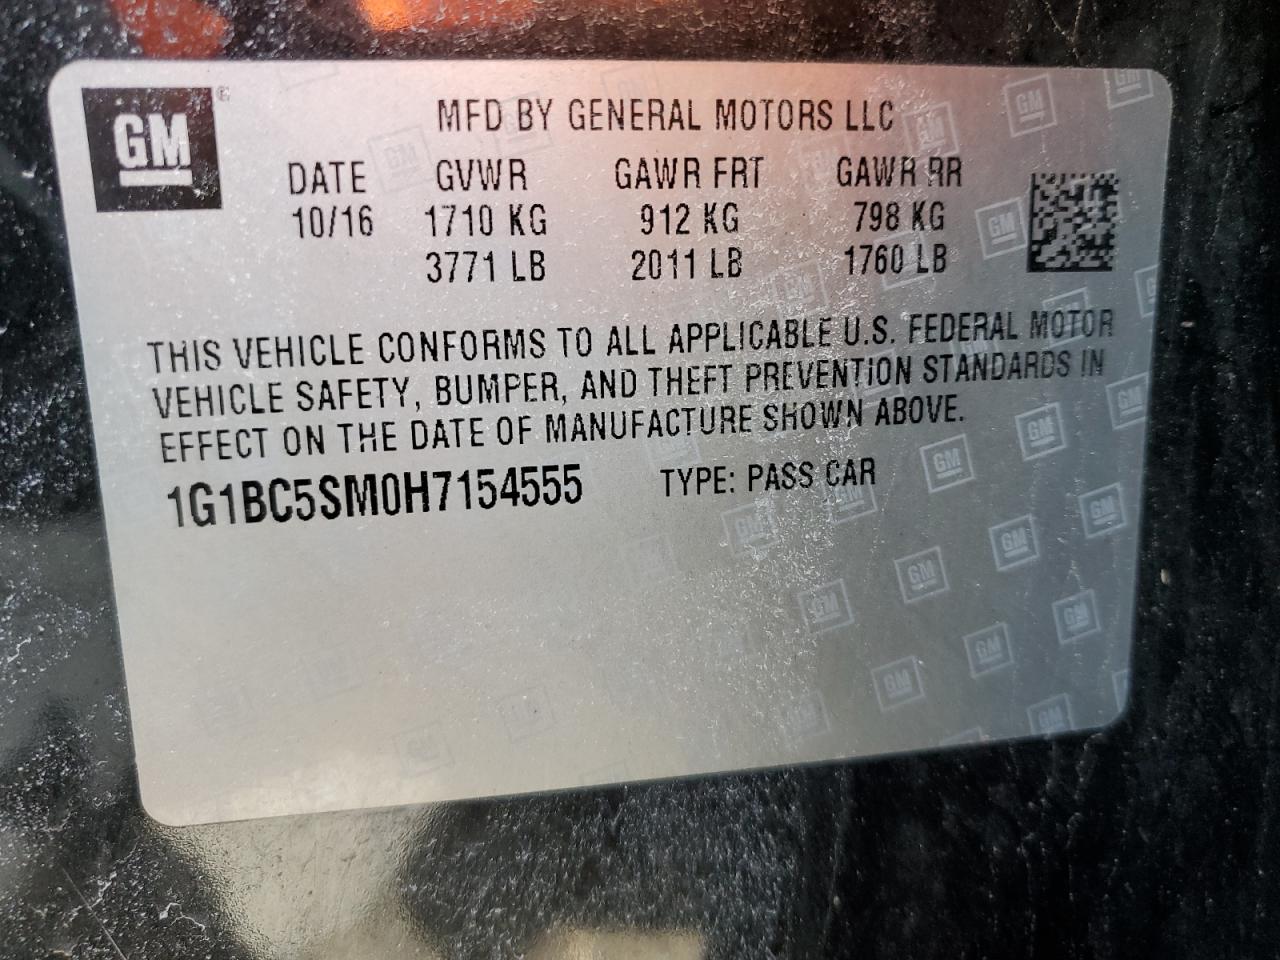 GM®
MFD BY GENERAL MOTORS LLC
DATE GVWR GAWR FRT GAWR RR
10/16 1710 KG 912 KG 798 KG
3771 LB 2011 LB 1760 LB
THIS VEHICLE CONFORMS TO ALL APPLICABLE U.S. FEDERAL MOTOR
VEHICLE SAFETY, BUMPER, AND THEFT PREVENTION STANDARDS IN
EFFECT ON THE DATE OF MANUFACTURE SHOWN ABOVE.
1G1BC5SM0H7154555 TYPE: PASS CAR